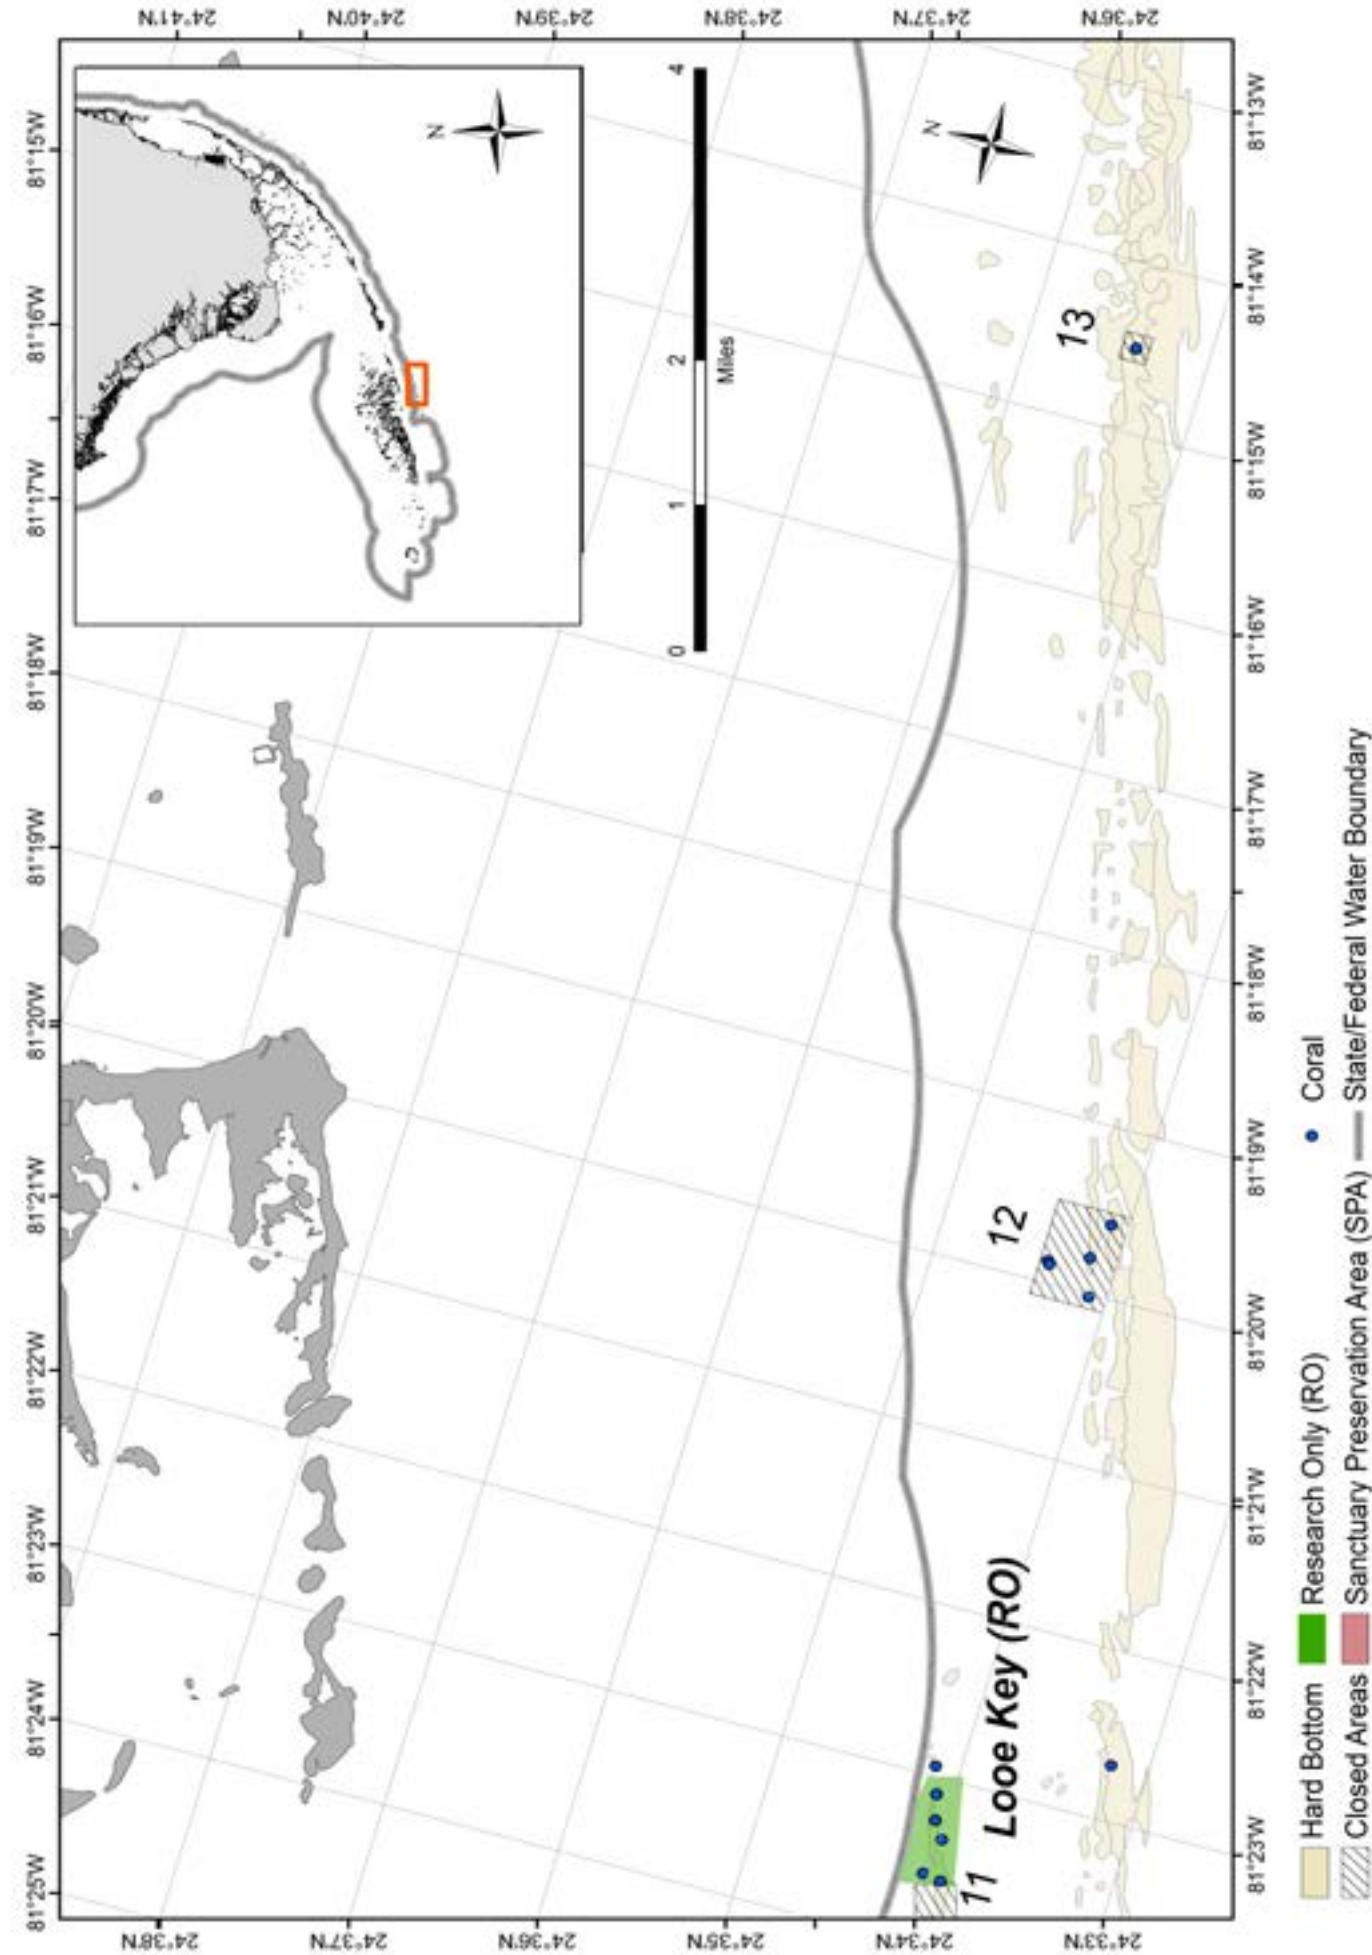 81°25'W 81°24'W 81°23'W 81°22'W 81°21'W 81°20'W 81°19'W 81°18'W 81°17'W 81°16'W 81°15'W
24°38'N
24°37'N
24°36'N
24°35'N
24°34'N
24°33'N
24°41'N
24°40'N
24°39'N
24°38'N
24°37'N
24°36'N
N
0 1 2 4
Miles
N
11
Looe Key (RO)
12
13
81°23'W 81°22'W 81°21'W 81°20'W 81°19'W 81°18'W 81°17'W 81°16'W 81°15'W 81°14'W 81°13'W
Hard Bottom Research Only (RO) Coral
Closed Areas Sanctuary Preservation Area (SPA) State/Federal Water Boundary